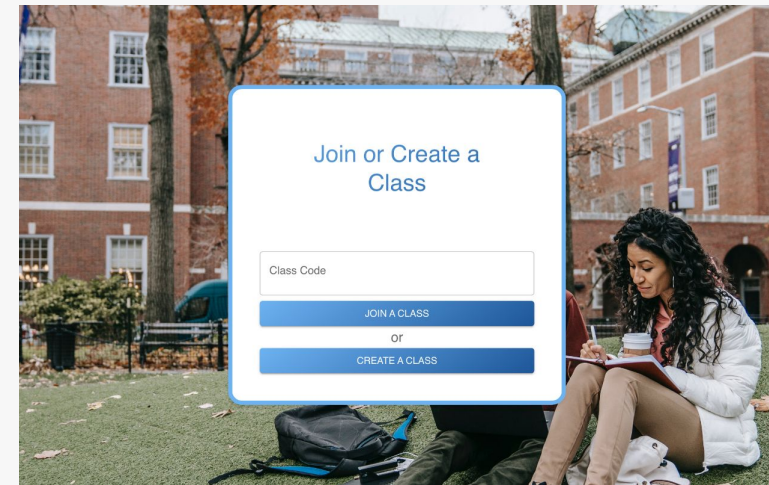 Join or Create a
Class
Class Code
JOIN A CLASS
or
CREATE A CLASS